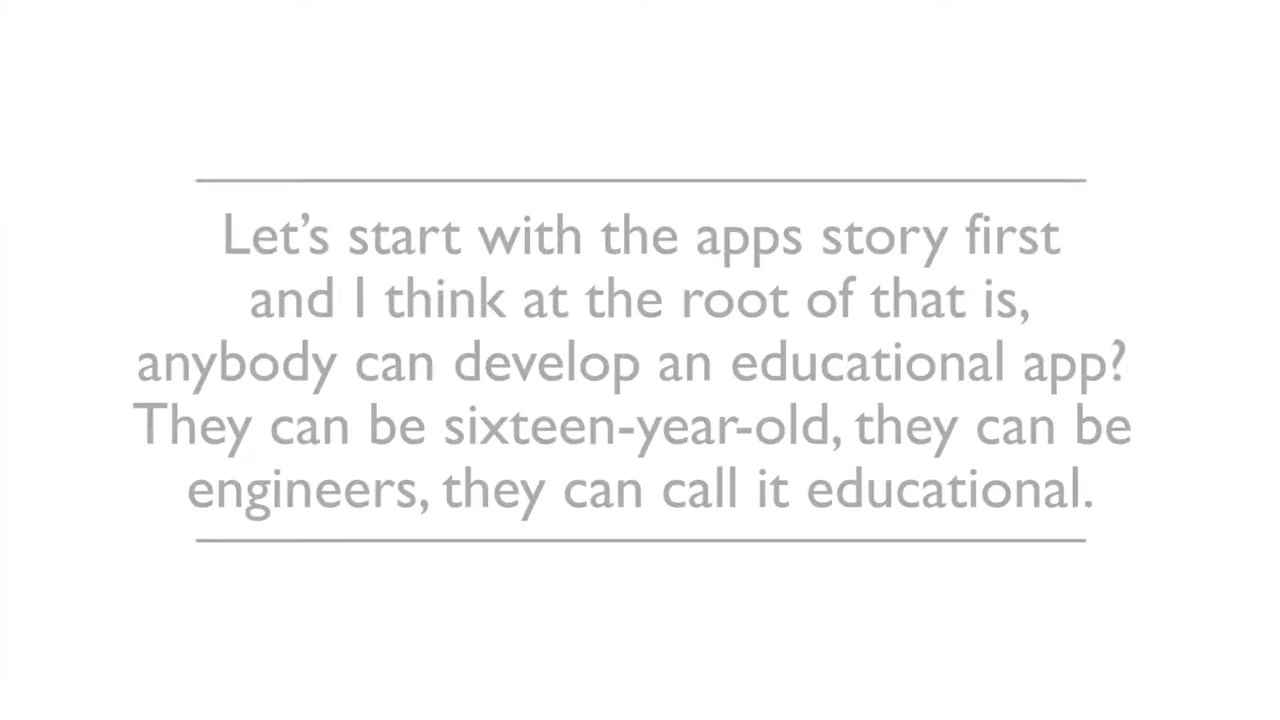 Let’s start with the apps story first
and I think at the root of that is,
anybody can develop an educational app?
They can be sixteen-year-old, they can be
engineers, they can call it educational.